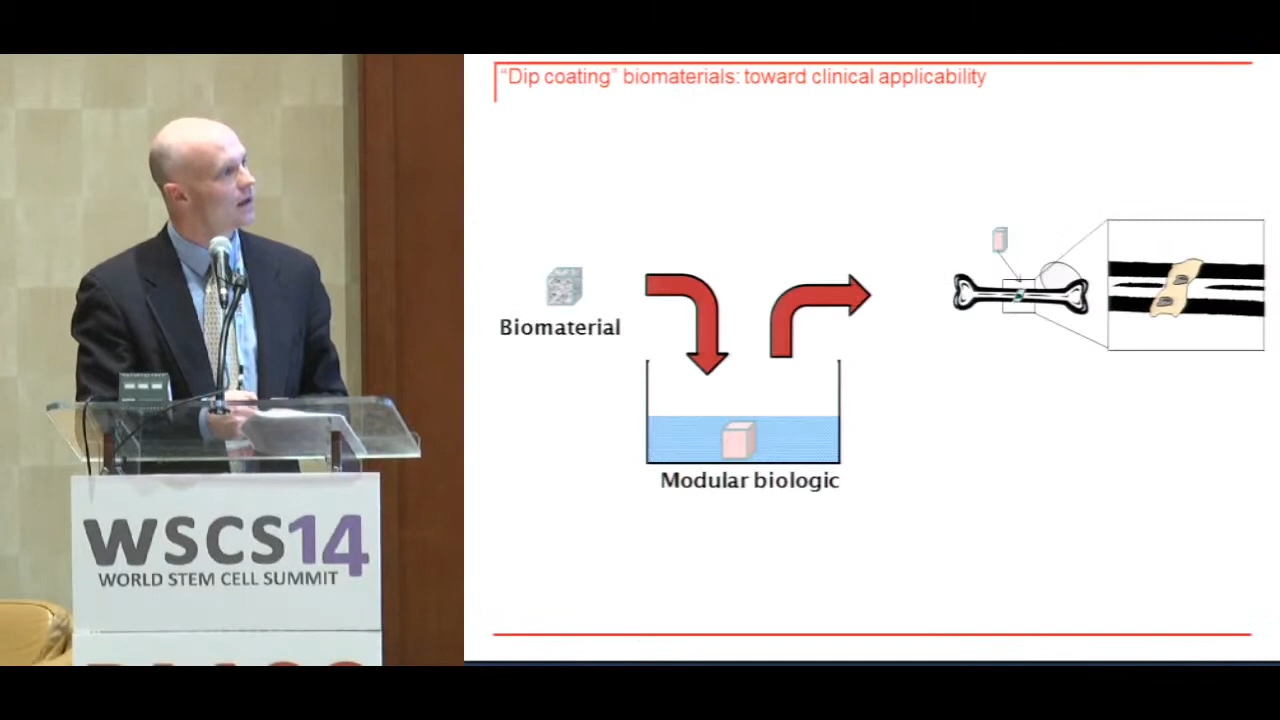 "Dip coating" biomaterials: toward clinical applicability
Biomaterial
Modular biologic
WSCS14
WORLD STEM CELL SUMMIT